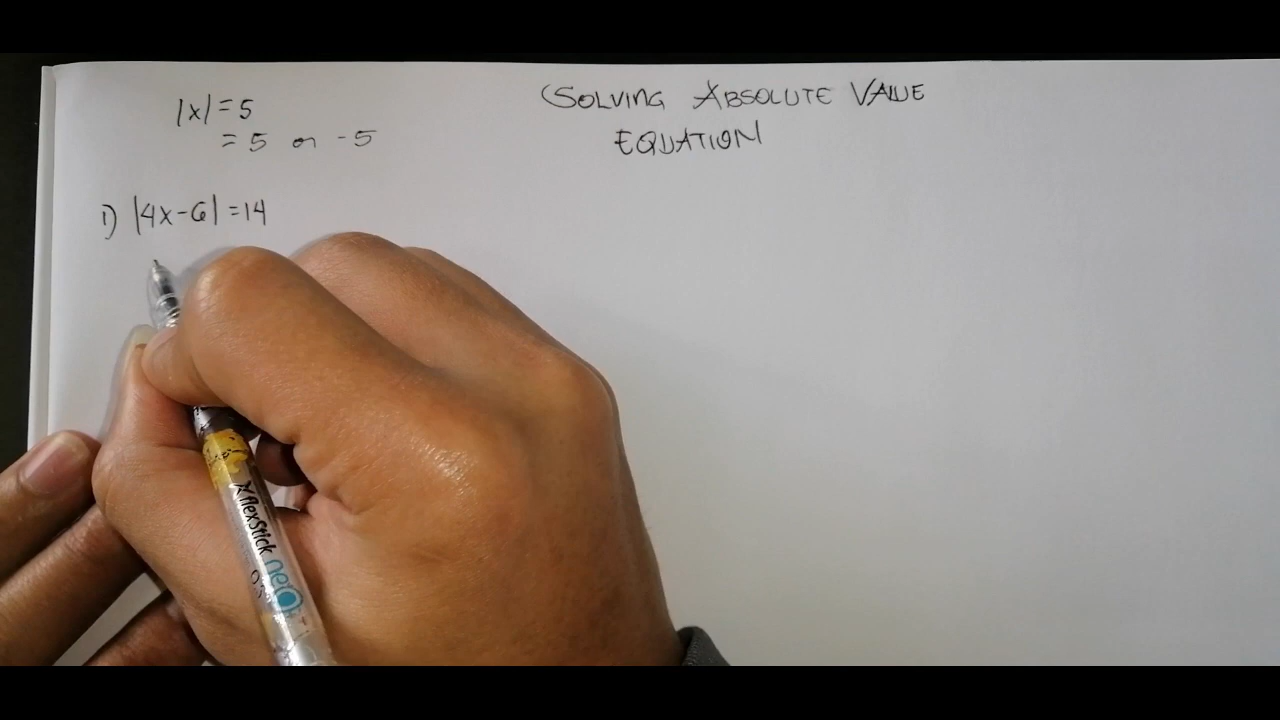 |x| = 5
= 5 or -5
SOLVING ABSOLUTE VALUE
EQUATION
1) |4x-6| = 14
flexstick
neo